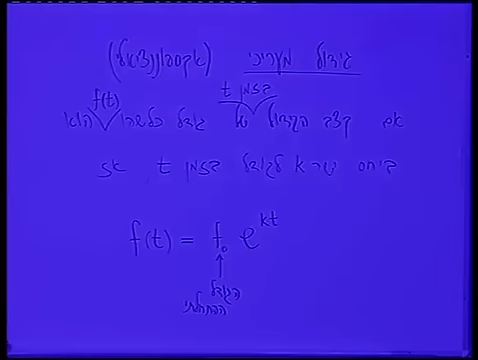 גידול מעריכי (אקספוננציאלי)
בזמן t f(t)
אם קצב הגידול של גודל כלשהו הוא
ביחס ישר k לגודל בזמן t, אז
f(t) = f₀ e^{kt}
הגודל
ההתחלתי